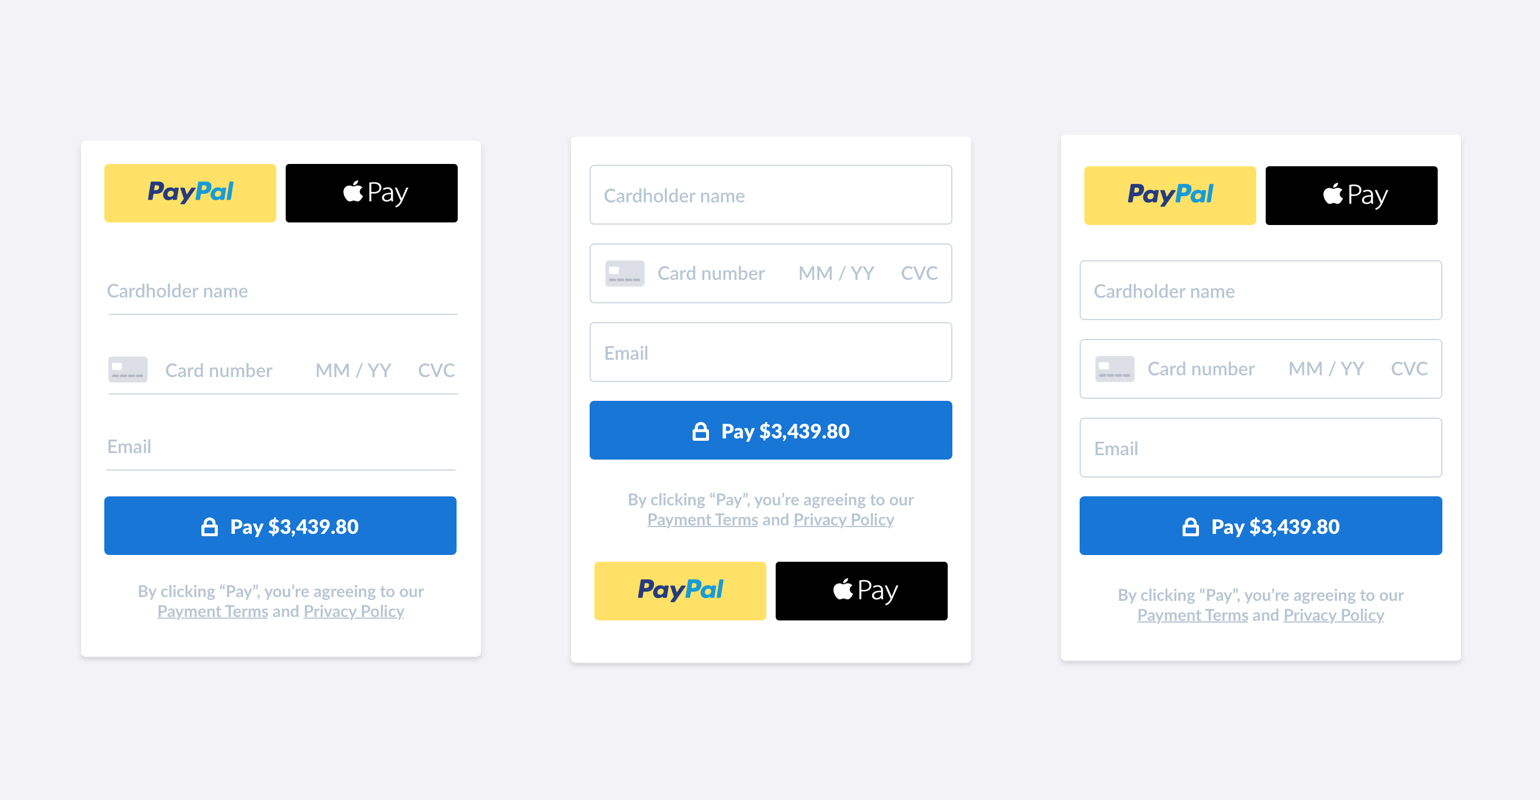 PayPal
Pay
Cardholder name
Card number MM / YY CVC
Email
Pay $3,439.80
By clicking “Pay”, you’re agreeing to our
Payment Terms and Privacy Policy
Cardholder name
Card number MM / YY CVC
Email
Pay $3,439.80
By clicking “Pay”, you’re agreeing to our
Payment Terms and Privacy Policy
PayPal
Pay
PayPal
Pay
Cardholder name
Card number MM / YY CVC
Email
Pay $3,439.80
By clicking “Pay”, you’re agreeing to our
Payment Terms and Privacy Policy